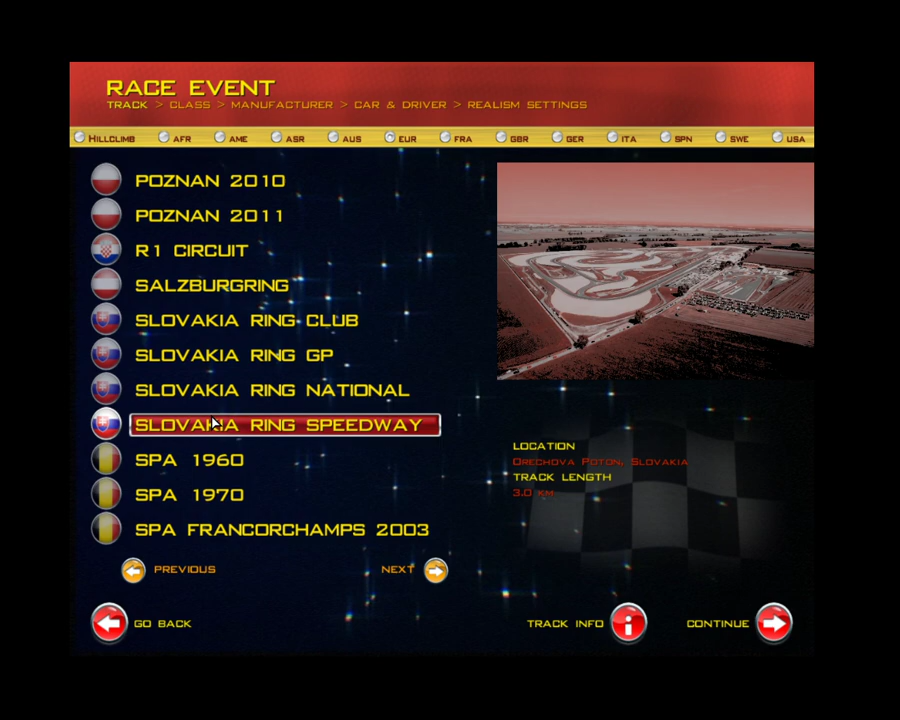 RACE EVENT
TRACK > CLASS > MANUFACTURER > CAR & DRIVER > REALISM SETTINGS
HILLCLIMB AFR AME ASR AUS EUR FRA GBR GER ITA SPN SWE USA
POZNAN 2010
POZNAN 2011
R1 CIRCUIT
SALZBURGRING
SLOVAKIA RING CLUB
SLOVAKIA RING GP
SLOVAKIA RING NATIONAL
SLOVAKIA RING SPEEDWAY
SPA 1960
SPA 1970
SPA FRANCORCHAMPS 2003
LOCATION
ORECHOVA POTON, SLOVAKIA
TRACK LENGTH
3.0 KM
PREVIOUS NEXT
GO BACK TRACK INFO CONTINUE